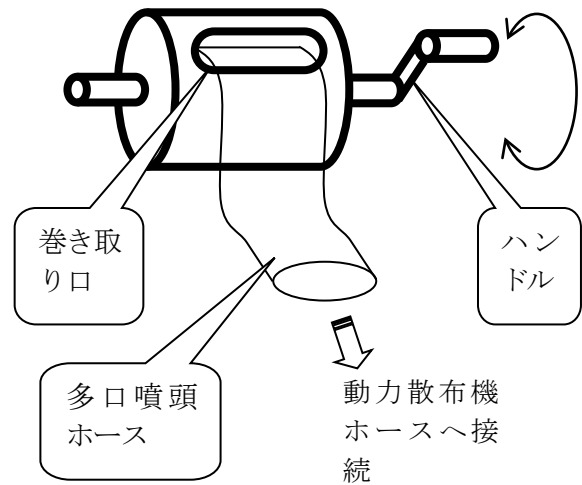 巻き取
り口
ハン
ドル
多口噴頭
ホース
動力散布機
ホースへ接
続